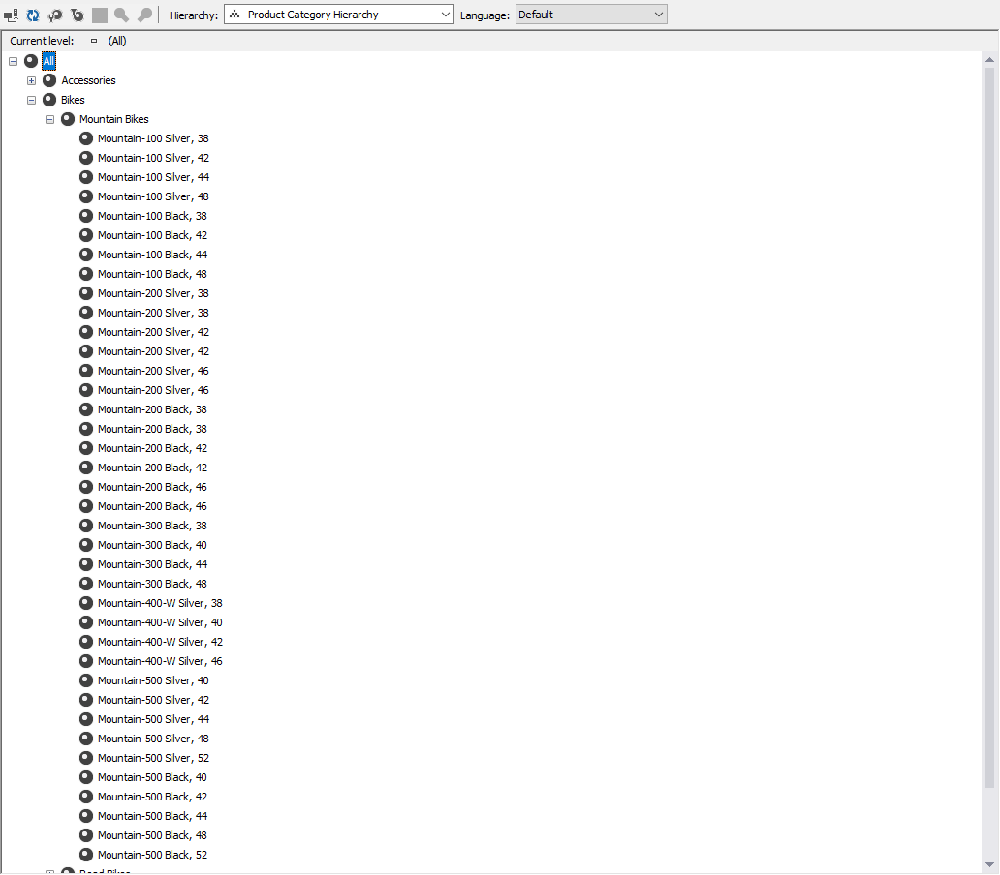 Hierarchy: Product Category Hierarchy Language: Default
Current level: (All)
All
Accessories
Bikes
Mountain Bikes
Mountain-100 Silver, 38
Mountain-100 Silver, 42
Mountain-100 Silver, 44
Mountain-100 Silver, 48
Mountain-100 Black, 38
Mountain-100 Black, 42
Mountain-100 Black, 44
Mountain-100 Black, 48
Mountain-200 Silver, 38
Mountain-200 Silver, 38
Mountain-200 Silver, 42
Mountain-200 Silver, 42
Mountain-200 Silver, 46
Mountain-200 Silver, 46
Mountain-200 Black, 38
Mountain-200 Black, 38
Mountain-200 Black, 42
Mountain-200 Black, 42
Mountain-200 Black, 46
Mountain-200 Black, 46
Mountain-300 Black, 38
Mountain-300 Black, 40
Mountain-300 Black, 44
Mountain-300 Black, 48
Mountain-400-W Silver, 38
Mountain-400-W Silver, 40
Mountain-400-W Silver, 42
Mountain-400-W Silver, 46
Mountain-500 Silver, 40
Mountain-500 Silver, 42
Mountain-500 Silver, 44
Mountain-500 Silver, 48
Mountain-500 Silver, 52
Mountain-500 Black, 40
Mountain-500 Black, 42
Mountain-500 Black, 44
Mountain-500 Black, 48
Mountain-500 Black, 52
Road Bikes